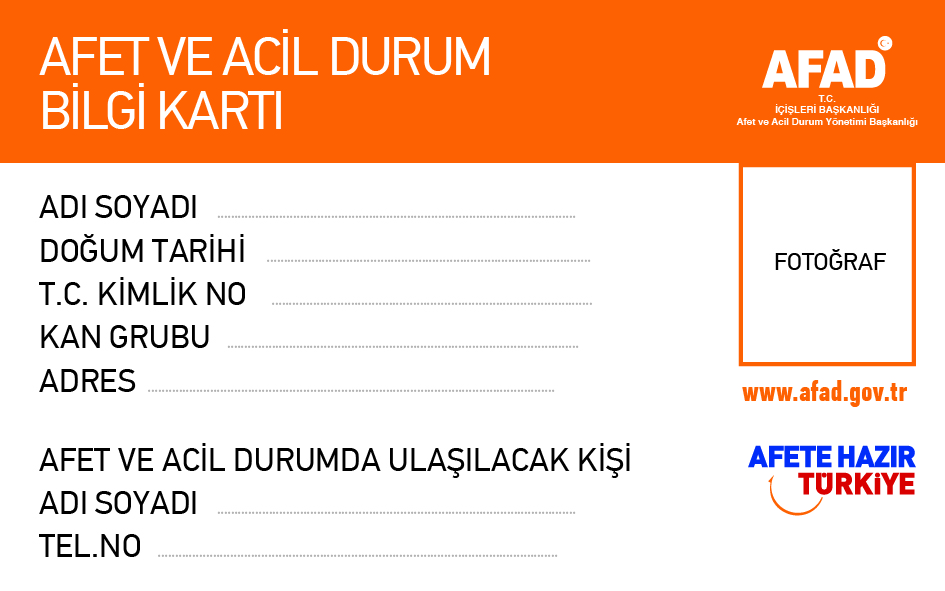 AFET VE ACİL DURUM
BİLGİ KARTI
AFAD
T.C.
İÇİŞLERİ BAŞKANLIĞI
Afet ve Acil Durum Yönetimi Başkanlığı
ADI SOYADI
DOĞUM TARİHİ
T.C. KİMLİK NO
KAN GRUBU
ADRES
FOTOĞRAF
www.afad.gov.tr
AFETE HAZIR
TÜRKİYE
AFET VE ACİL DURUMDA ULAŞILACAK KİŞİ
ADI SOYADI
TEL.NO